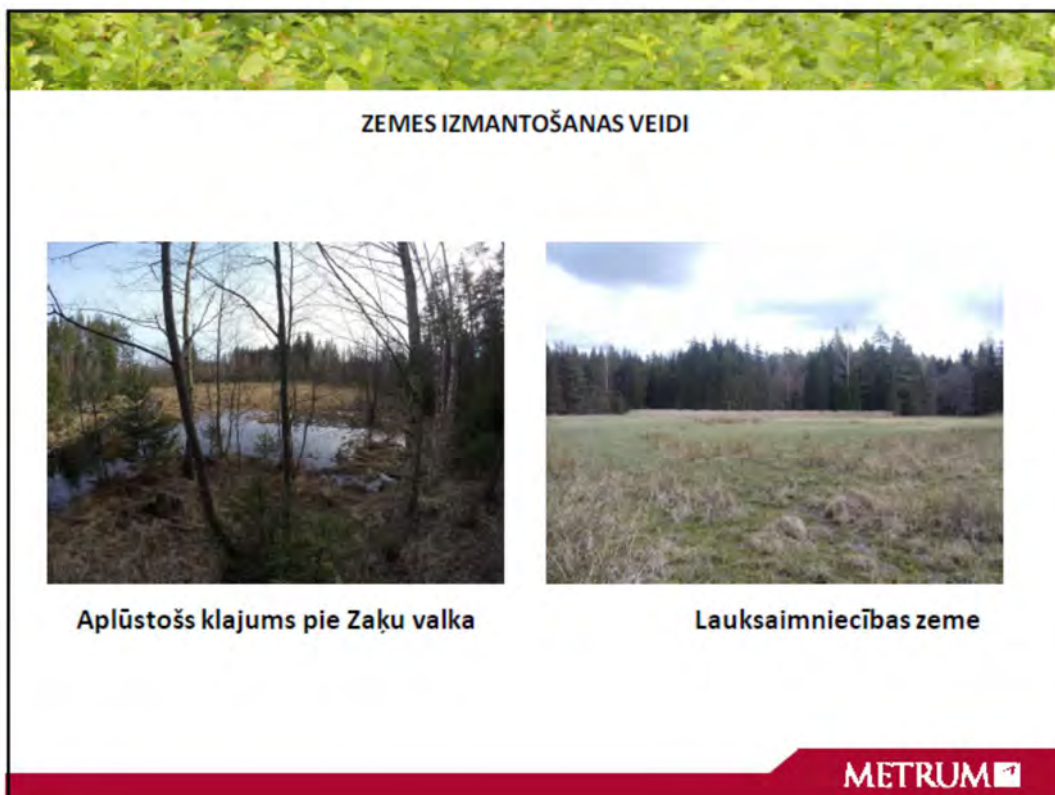 ZEMES IZMANTOŠANAS VEIDI
Aplūstošs klajums pie Zaķu valka
Lauksaimniecības zeme
METRUM